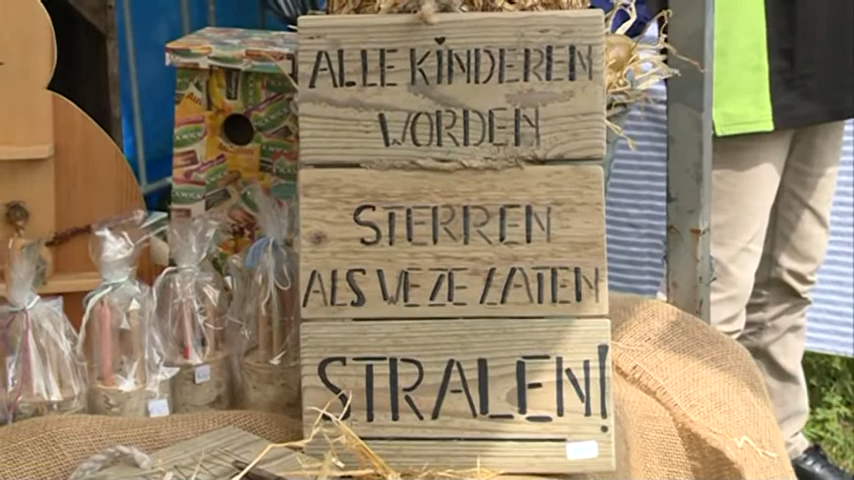 ALLE KINDEREN
WORDEN
STERREN
ALS WE ZE LATEN
STRALEN!